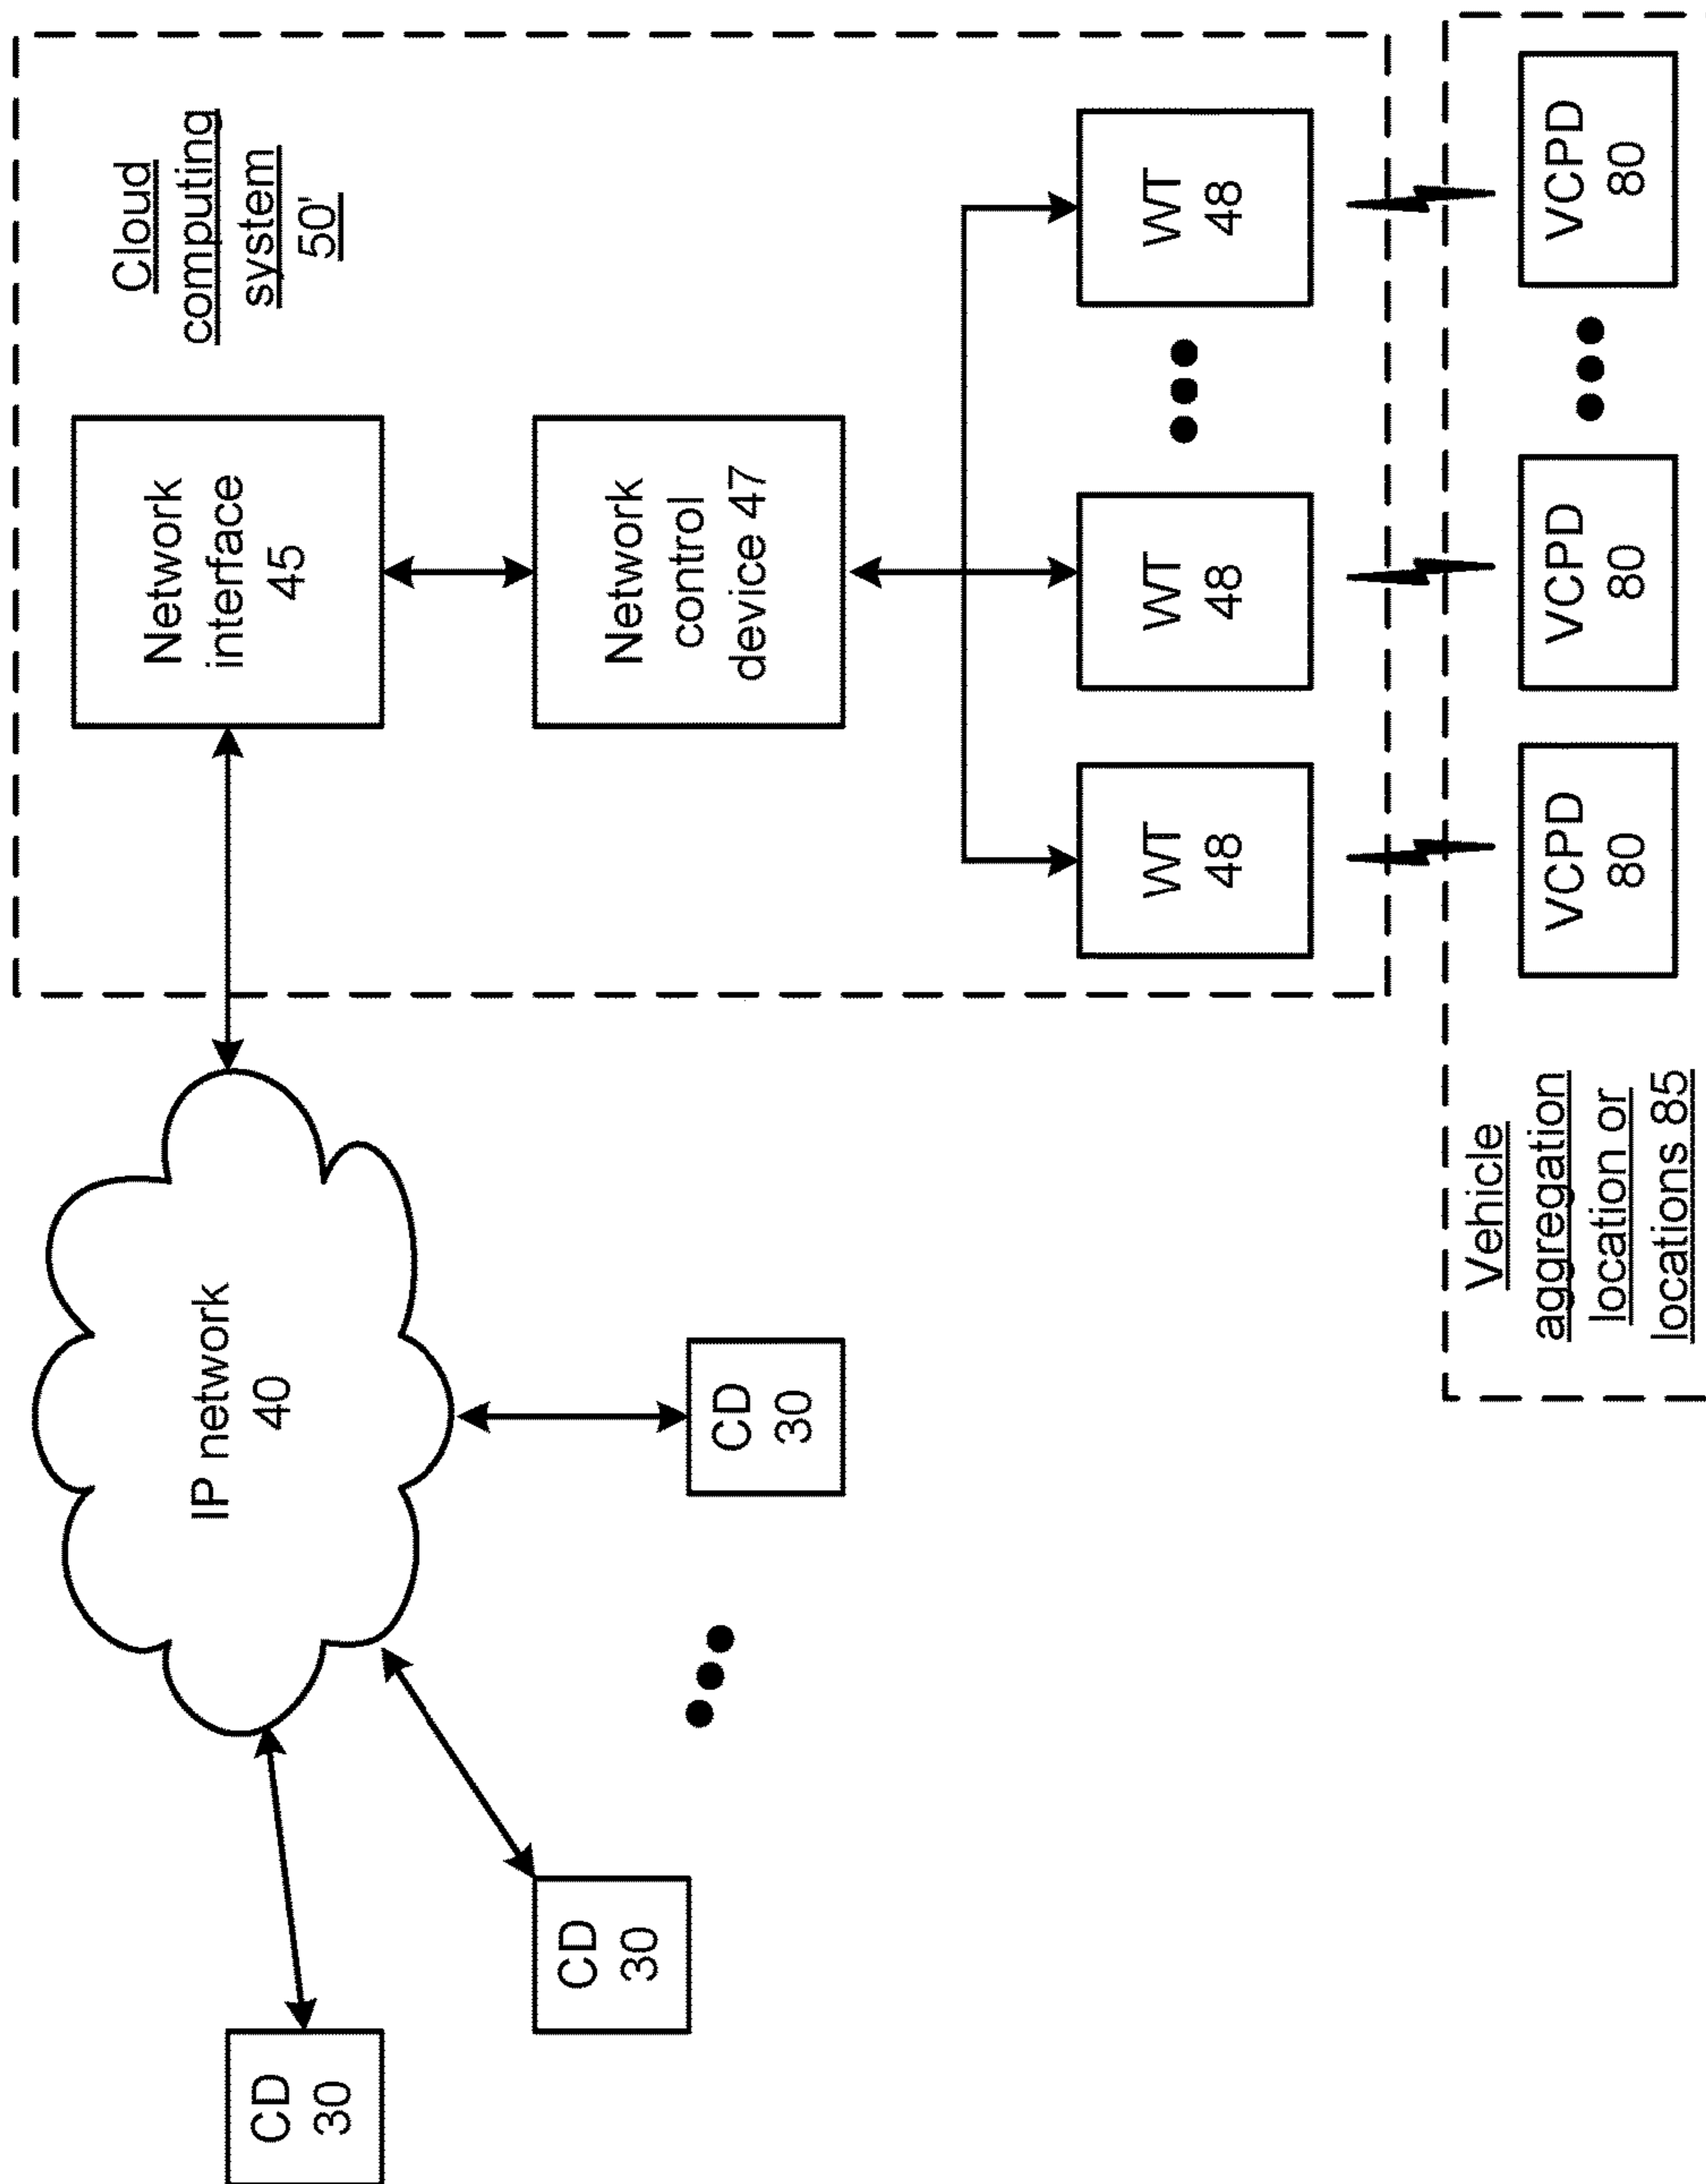 CD
30
CD
30
CD
30
IP network
40
Network
interface
45
Network
control
device 47
Cloud
computing
system
50'
WT
48
WT
48
WT
48
Vehicle
aggregation
location or
locations 85
VCPD
80
VCPD
80
VCPD
80